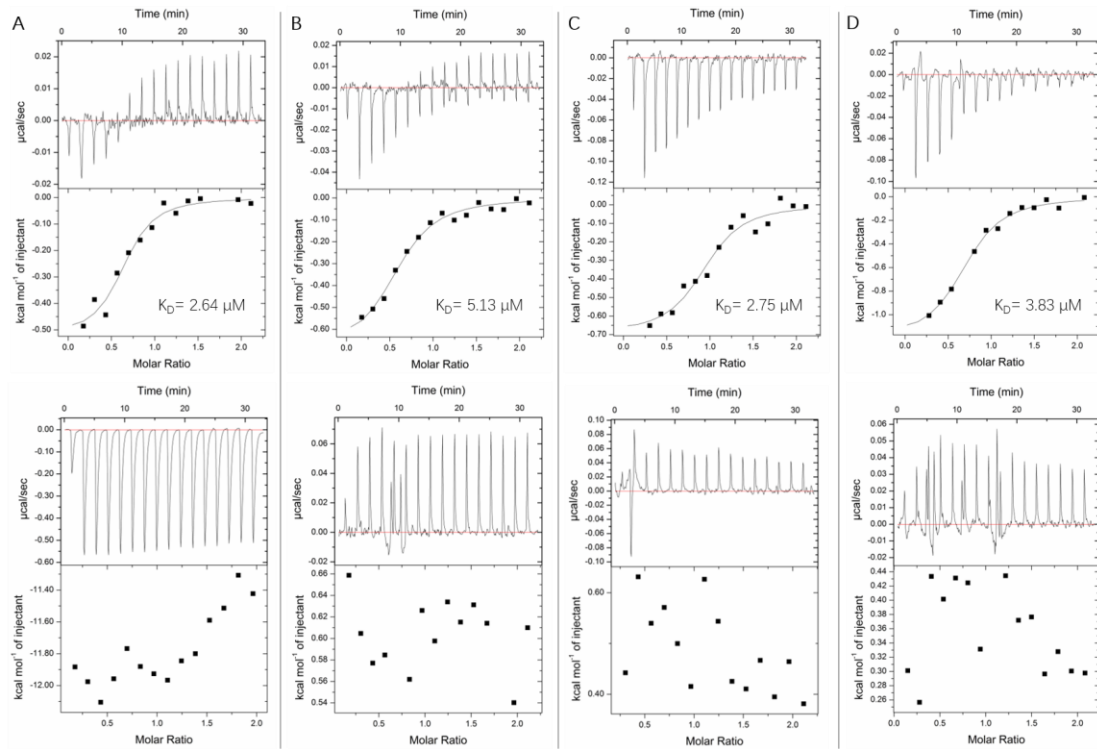 A
Time (min)
0 10 20 30
µcal/sec
0.02
0.01
0.00
-0.01
0.02
kcal mol⁻¹ of injectant
0.00
-0.10
-0.20
-0.30
-0.40
-0.50
K_D= 2.64 µM
0.0 0.5 1.0 1.5 2.0
Molar Ratio
B
Time (min)
0 10 20 30
µcal/sec
0.02
0.01
0.00
-0.01
-0.02
-0.03
-0.04
kcal mol⁻¹ of injectant
0.00
-0.10
-0.20
-0.30
-0.40
-0.50
-0.60
K_D= 5.13 µM
0.0 0.5 1.0 1.5 2.0
Molar Ratio
C
Time (min)
0 10 20 30
µcal/sec
0.00
-0.02
-0.04
-0.06
-0.08
-0.10
-0.12
kcal mol⁻¹ of injectant
0.00
-0.10
-0.20
-0.30
-0.40
-0.50
-0.60
-0.70
K_D= 2.75 µM
0.0 0.5 1.0 1.5 2.0
Molar Ratio
D
Time (min)
0 10 20 30
µcal/sec
0.02
0.00
-0.02
-0.04
-0.06
-0.08
-0.10
kcal mol⁻¹ of injectant
0.00
-0.2
-0.4
-0.6
-0.8
-1.0
K_D= 3.83 µM
0.0 0.5 1.0 1.5 2.0
Molar Ratio
Time (min)
0 10 20 30
µcal/sec
0.00
-0.10
-0.20
-0.30
-0.40
-0.50
-0.60
kcal mol⁻¹ of injectant
-11.40
-11.60
-11.80
-12.00
0.0 0.5 1.0 1.5 2.0
Molar Ratio
Time (min)
0 10 20 30
µcal/sec
0.06
0.04
0.02
0.00
-0.02
kcal mol⁻¹ of injectant
0.66
0.64
0.62
0.60
0.58
0.56
0.54
0.5 1.0 1.5 2.0
Molar Ratio
Time (min)
0 10 20 30
µcal/sec
0.10
0.08
0.06
0.04
0.02
0.00
-0.02
-0.04
-0.06
-0.08
-0.10
kcal mol⁻¹ of injectant
0.60
0.40
0.5 1.0 1.5 2.0
Molar Ratio
Time (min)
0 10 20 30
µcal/sec
0.06
0.05
0.04
0.03
0.02
0.01
0.00
-0.01
-0.02
kcal mol⁻¹ of injectant
0.44
0.42
0.40
0.38
0.36
0.34
0.32
0.30
0.28
0.26
0.0 0.5 1.0 1.5 2.0
Molar Ratio